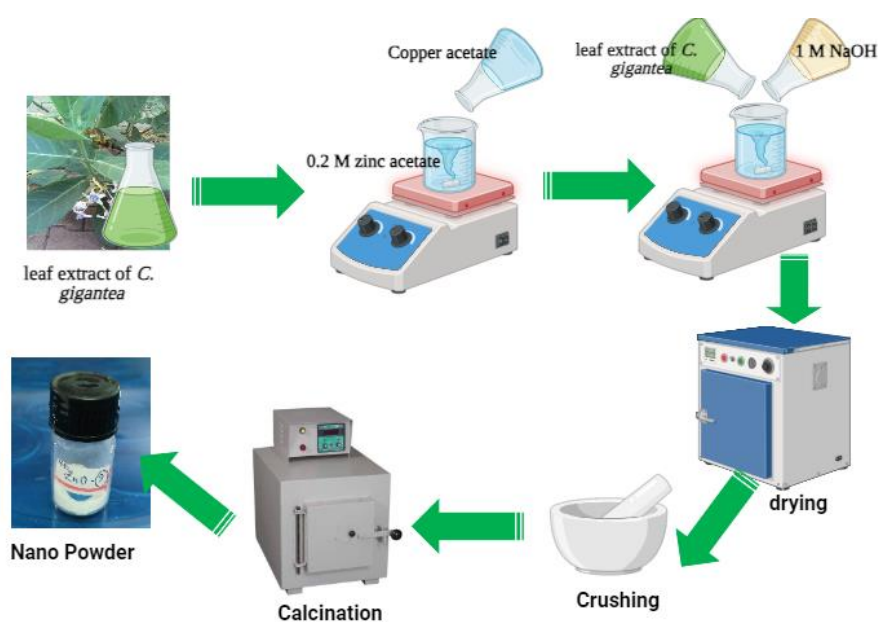 Copper acetate
leaf extract of C.
gigantea
1 M NaOH
0.2 M zinc acetate
leaf extract of C.
gigantea
drying
Crushing
Calcination
ZnO
Nano Powder